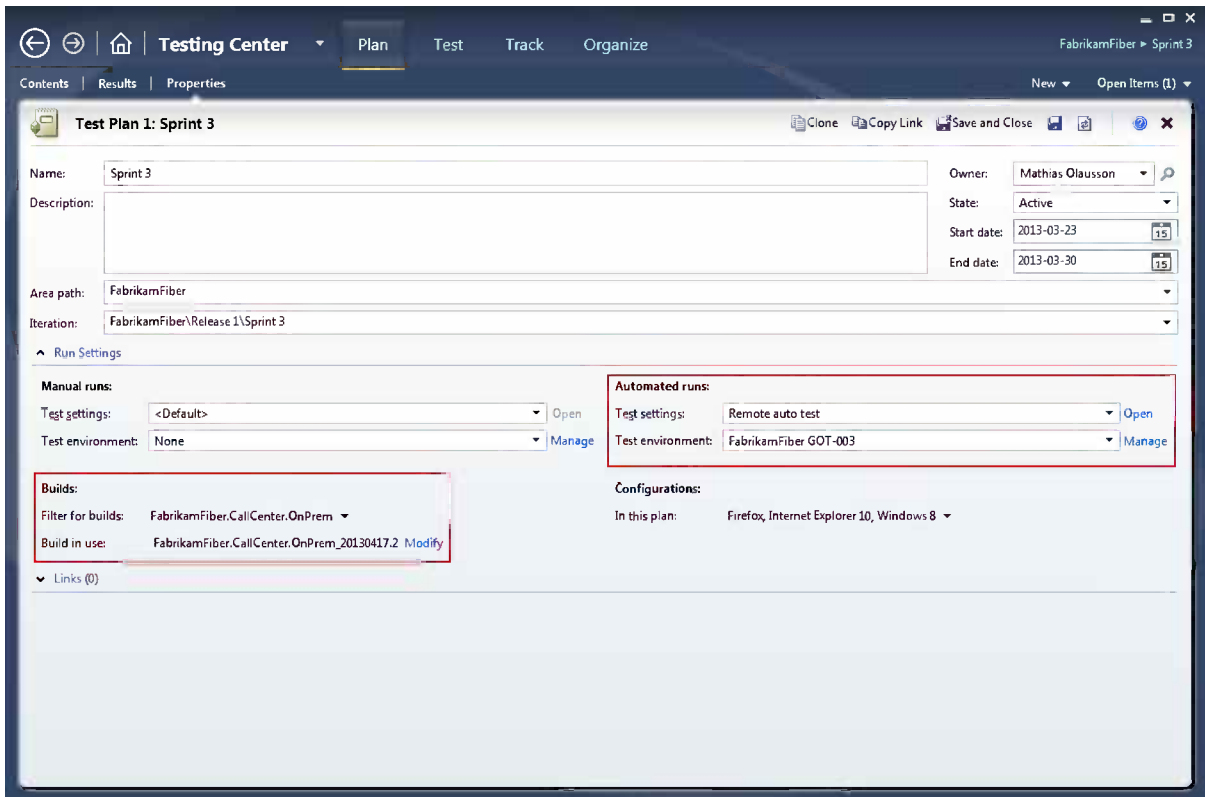 Testing Center Plan Test Track Organize
FabrikamFiber ▸ Sprint 3
Contents | Results | Properties
New Open Items (1)
Test Plan 1: Sprint 3
Clone Copy Link Save and Close
Name: Sprint 3
Owner: Mathias Olausson
Description:
State: Active
Start date: 2013-03-23 15
End date: 2013-03-30 15
Area path: FabrikamFiber
Iteration: FabrikamFiber\Release 1\Sprint 3
Run Settings
Manual runs:
Test settings: <Default> Open
Test environment: None Manage
Automated runs:
Test settings: Remote auto test Open
Test environment: FabrikamFiber GOT-003 Manage
Builds:
Filter for builds: FabrikamFiber.CallCenter.OnPrem
Build in use: FabrikamFiber.CallCenter.OnPrem_20130417.2 Modify
Configurations:
In this plan: Firefox, Internet Explorer 10, Windows 8
Links (0)